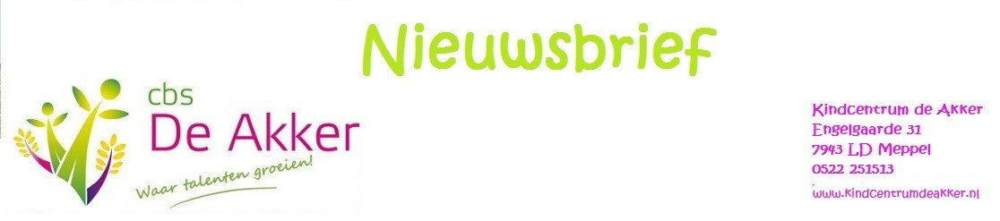 Nieuwsbrief
cbs
De Akker
Waar talenten groeien!
Kindcentrum de Akker
Engelgaarde 31
7943 LD Meppel
0522 251513
www.kindcentrumdeakker.nl